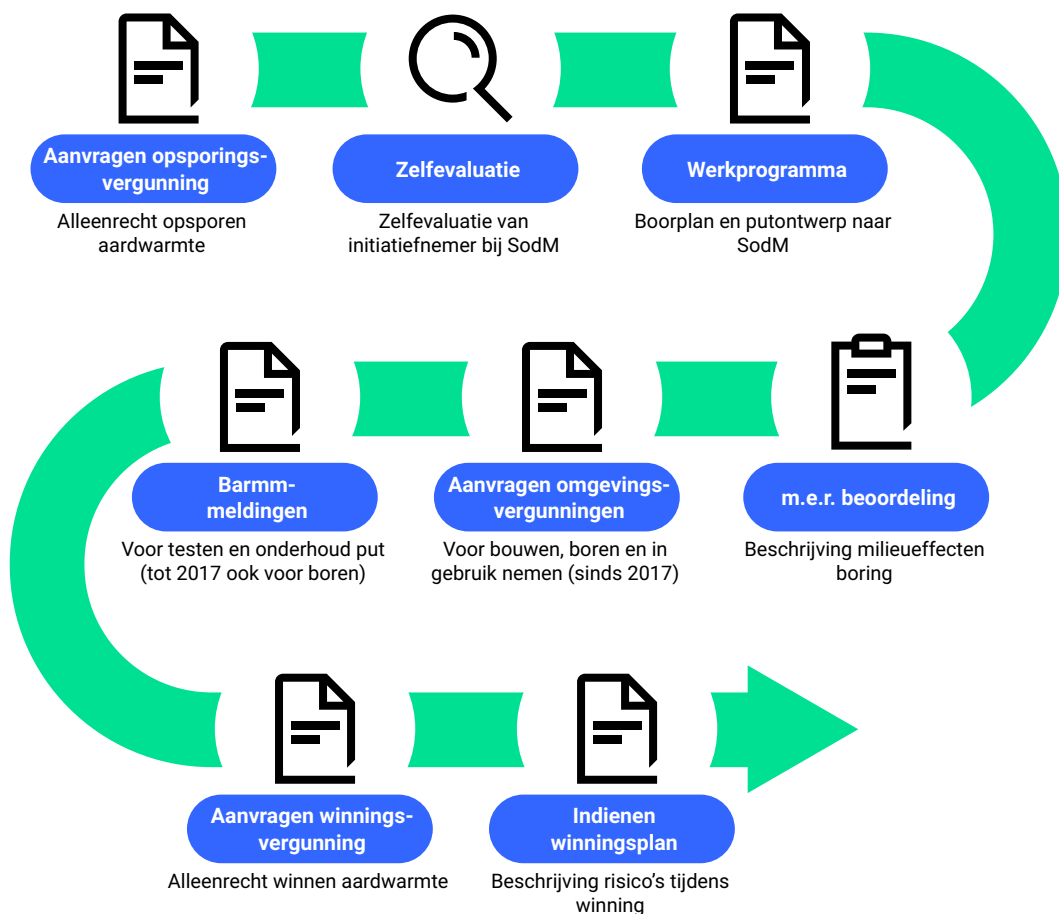 Aanvragen opsporings-
vergunning
Alleenrecht opsporen
aardwarmte
Zelfevaluatie
Zelfevaluatie van
initiatiefnemer bij SodM
Werkprogramma
Boorplan en putontwerp naar
SodM
Barmm-
meldingen
Voor testen en onderhoud put
(tot 2017 ook voor boren)
Aanvragen omgevings-
vergunningen
Voor bouwen, boren en in
gebruik nemen (sinds 2017)
m.e.r. beoordeling
Beschrijving milieueffecten
boring
Aanvragen winnings-
vergunning
Alleenrecht winnen aardwarmte
Indienen
winningsplan
Beschrijving risico's tijdens
winning